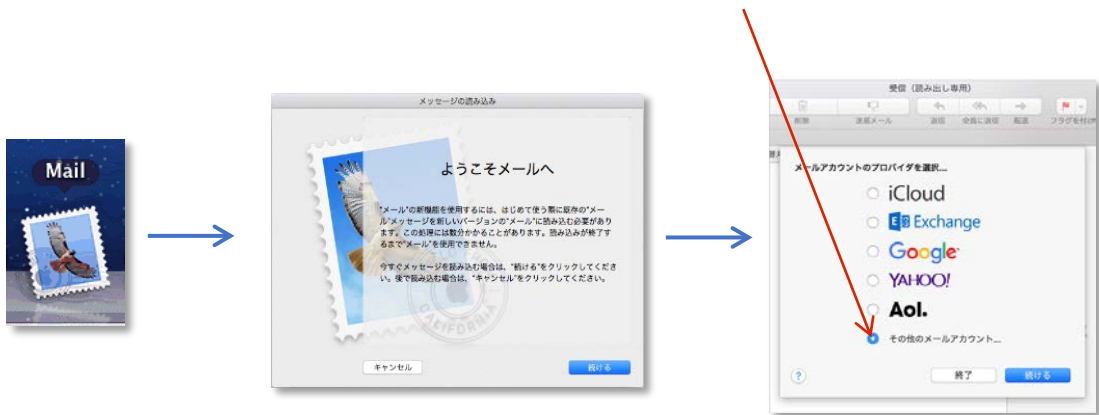 Mail
メッセージの読み込み
ようこそメールへ
"メール"の新機能を使用するには、はじめて使う際に既存の"メー
ル"メッセージを新しいバージョンの"メール"に読み込む必要があり
ます。この処理には数分かかることがあります。読み込みが終了す
るまで"メール"を使用できません。
今すぐメッセージを読み込む場合は、"続ける"をクリックしてくださ
い。後で読み込む場合は、"キャンセル"をクリックしてください。
CALIFORNIA
キャンセル
続ける
受信（読み出し専用）
削除
迷惑メール
返信
全員に返信
転送
フラグを付け
メールアカウントのプロバイダを選択...
iCloud
Exchange
Google
YAHOO!
Aol.
その他のメールアカウント...
?
終了
続ける